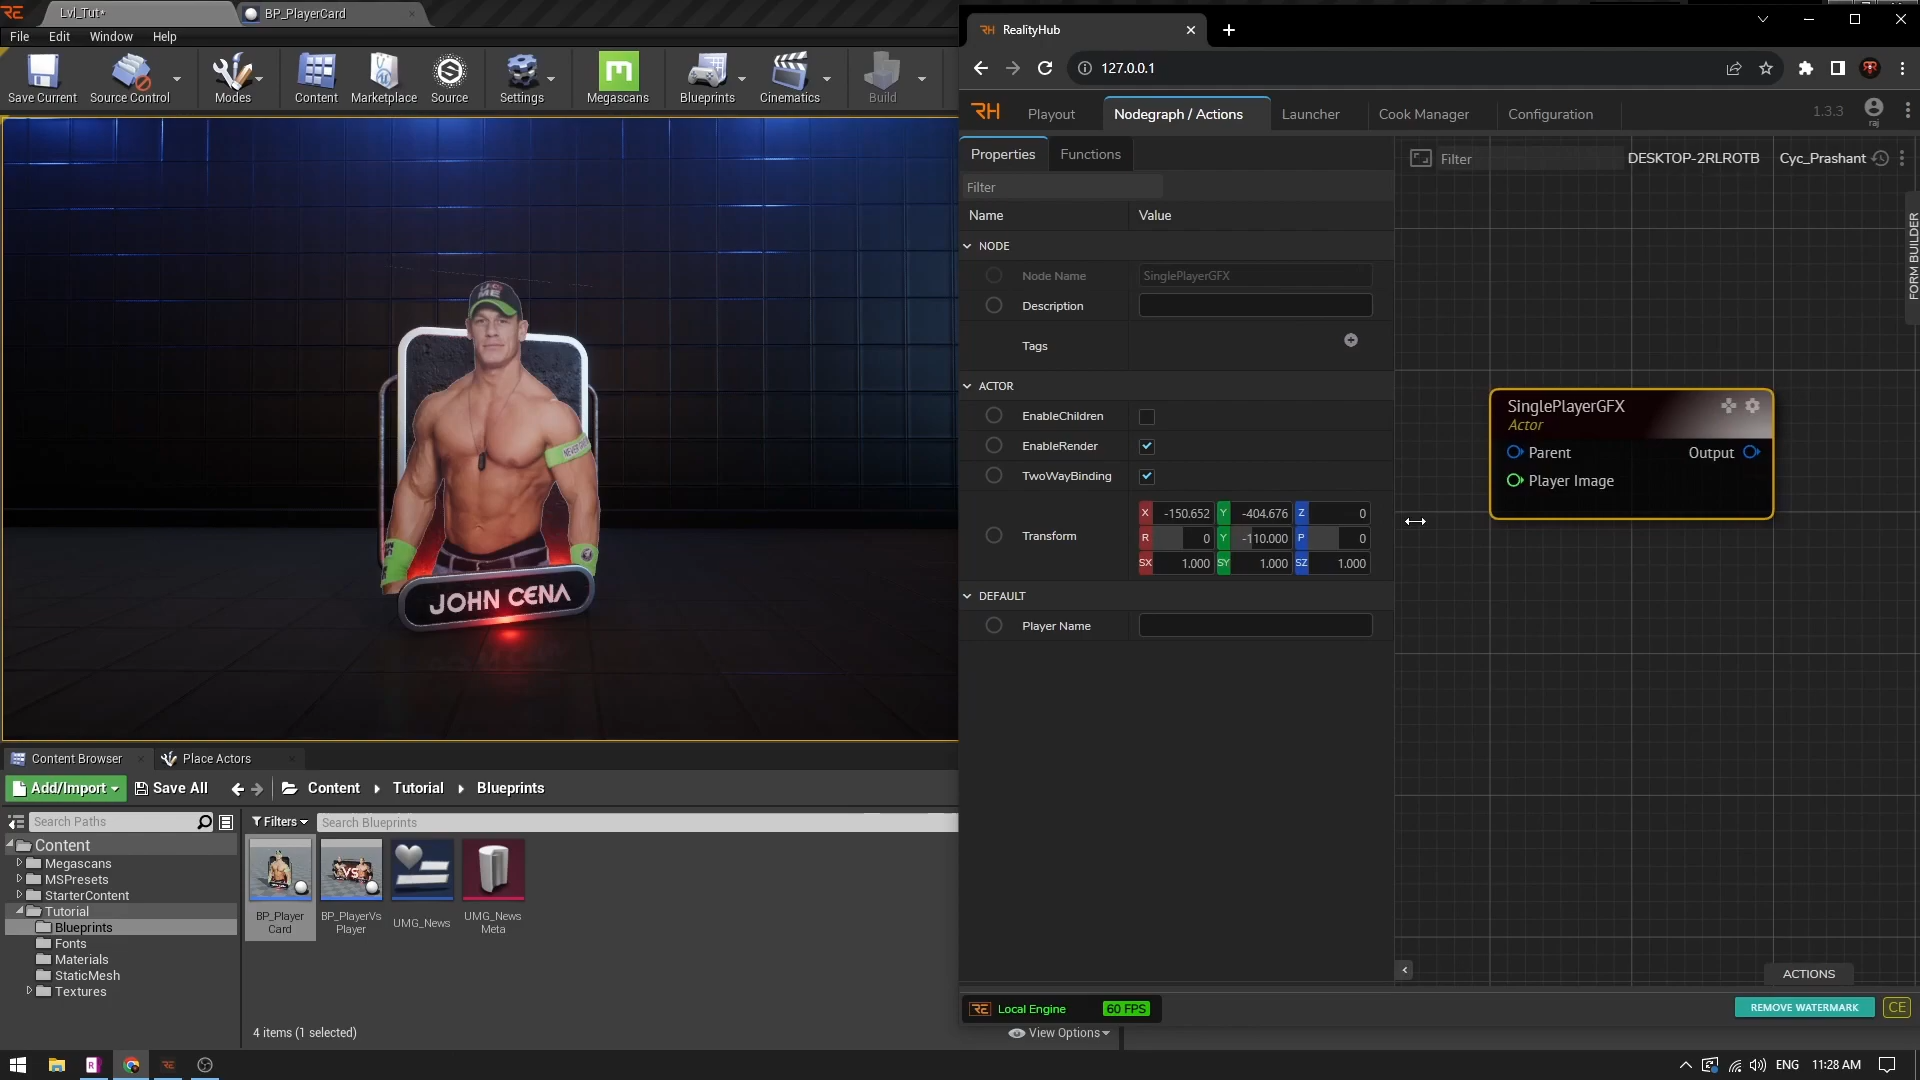 Lvl_Tut*
BP_PlayerCard
RealityHub
File Edit Window Help
127.0.0.1
Save Current
Source Control
Modes
Content
Marketplace
Source
Settings
Megascans
Blueprints
Cinematics
Build
RH Playout Nodegraph / Actions Launcher Cook Manager Configuration 1.3.3
raj
Properties Functions
Filter DESKTOP-2RLROTB Cyc_Prashant
Filter
Name Value
FORM BUILDER
NODE
Node Name SinglePlayerGFX
Description
Tags
ACTOR
EnableChildren
EnableRender
TwoWayBinding
Transform
X -150.652 Y -404.676 Z 0
R 0 Y -110.000 P 0
SX 1.000 SY 1.000 SZ 1.000
DEFAULT
Player Name
SinglePlayerGFX
Actor
Parent Output
Player Image
ME
NEVER
JOHN CENA
Content Browser Place Actors
Add/Import Save All Content Tutorial Blueprints
Search Paths
Filters Search Blueprints
Content
Megascans
MSPresets
StarterContent
Tutorial
Blueprints
Fonts
Materials
StaticMesh
Textures
VS
BP_Player
Card
BP_PlayerVs
Player
UMG_News
UMG_News
Meta
4 items (1 selected)
View Options
ACTIONS
RE Local Engine 60 FPS
REMOVE WATERMARK CE
ENG 11:28 AM